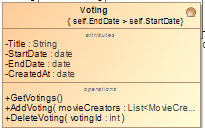 Voting
{ self.EndDate > self.StartDate}
attributes
-Title : String
-StartDate : date
-EndDate : date
-CreatedAt : date
operations
+GetVotings()
+AddVoting( movieCreators : List<MovieCre...
+DeleteVoting( votingId : int )